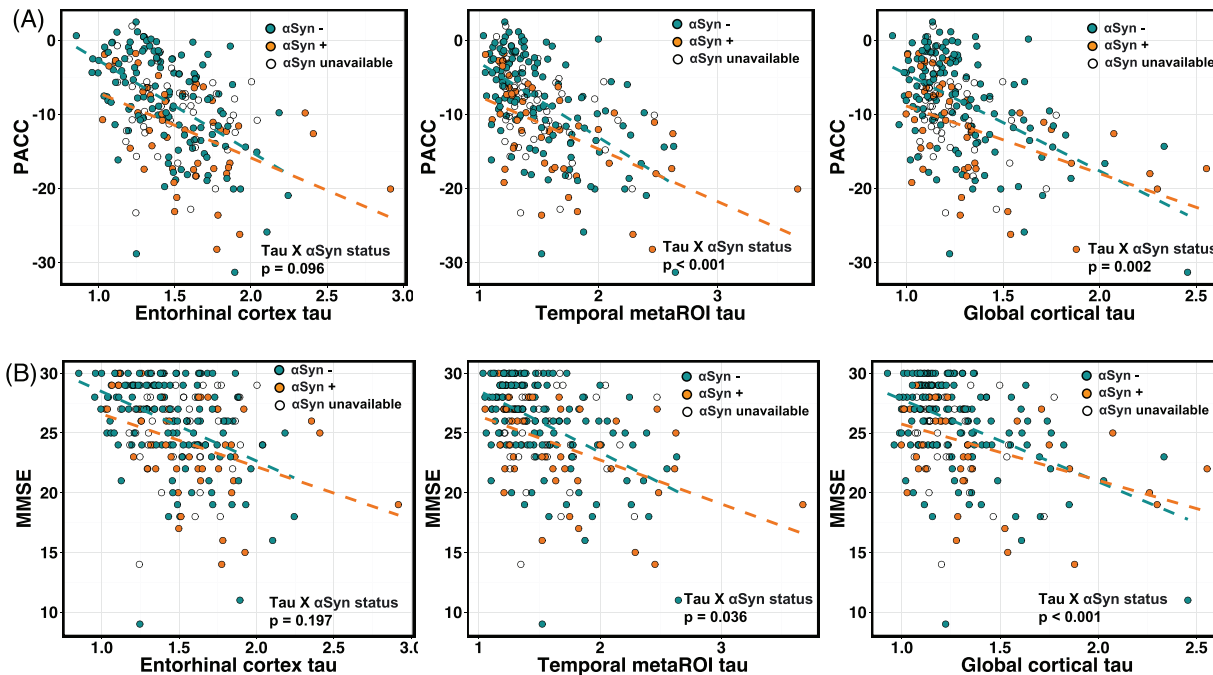 (A)
αSyn -
αSyn +
αSyn unavailable
0
-10
-20
-30
PACC
Tau X αSyn status
p = 0.096
1.0 1.5 2.0 2.5 3.0
Entorhinal cortex tau
αSyn -
αSyn +
αSyn unavailable
0
-10
-20
-30
PACC
Tau X αSyn status
p < 0.001
1 2 3
Temporal metaROI tau
αSyn -
αSyn +
αSyn unavailable
0
-10
-20
-30
PACC
Tau X αSyn status
p = 0.002
1.0 1.5 2.0 2.5
Global cortical tau
(B)
αSyn -
αSyn +
αSyn unavailable
30
25
20
15
10
MMSE
Tau X αSyn status
p = 0.197
1.0 1.5 2.0 2.5 3.0
Entorhinal cortex tau
αSyn -
αSyn +
αSyn unavailable
30
25
20
15
10
MMSE
Tau X αSyn status
p = 0.036
1 2 3
Temporal metaROI tau
αSyn -
αSyn +
αSyn unavailable
30
25
20
15
10
MMSE
Tau X αSyn status
p < 0.001
1.0 1.5 2.0 2.5
Global cortical tau